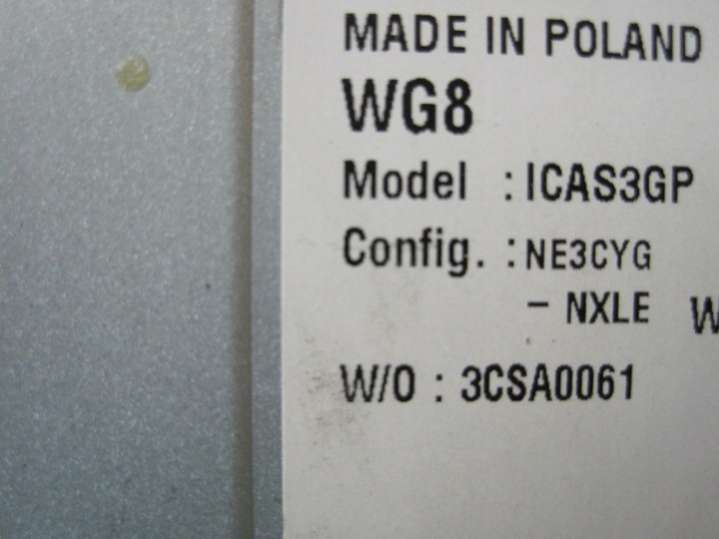 MADE IN POLAND
WG8
Model : ICAS3GP
Config. : NE3CYG
- NXLE W
W/O : 3CSA0061